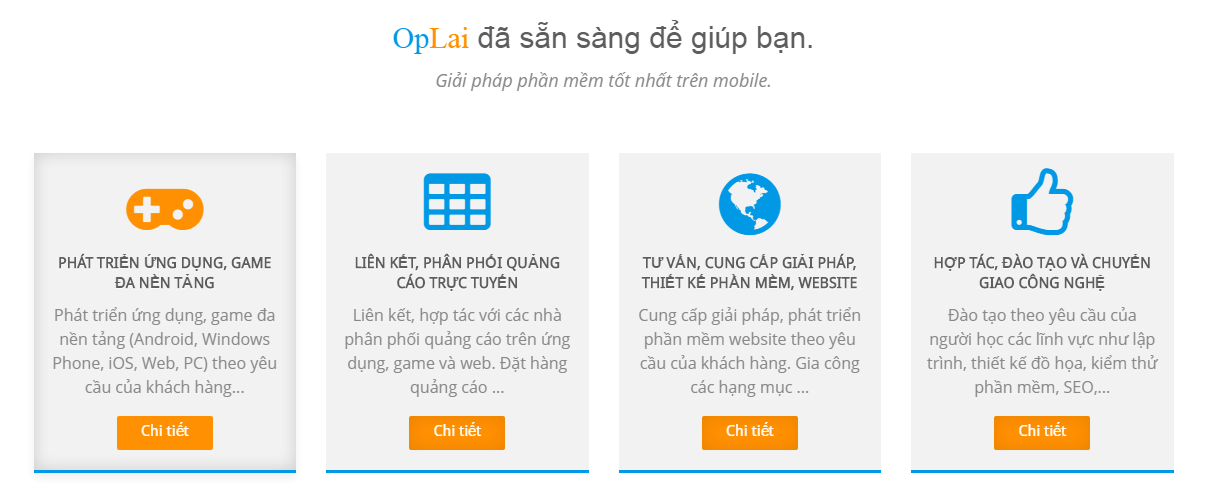 OpLai đã sẵn sàng để giúp bạn.
Giải pháp phần mềm tốt nhất trên mobile.
PHÁT TRIỂN ỨNG DỤNG, GAME
ĐA NỀN TẢNG
Phát triển ứng dụng, game đa
nền tảng (Android, Windows
Phone, iOS, Web, PC) theo yêu
cầu của khách hàng...
Chi tiết
LIÊN KẾT, PHÂN PHỐI QUẢNG
CÁO TRỰC TUYẾN
Liên kết, hợp tác với các nhà
phân phối quảng cáo trên ứng
dụng, game và web. Đặt hàng
quảng cáo ...
Chi tiết
TƯ VẤN, CUNG CẤP GIẢI PHÁP,
THIẾT KẾ PHẦN MỀM, WEBSITE
Cung cấp giải pháp, phát triển
phần mềm website theo yêu
cầu của khách hàng. Gia công
các hạng mục ...
Chi tiết
HỢP TÁC, ĐÀO TẠO VÀ CHUYỂN
GIAO CÔNG NGHỆ
Đào tạo theo yêu cầu của
người học các lĩnh vực như lập
trình, thiết kế đồ họa, kiểm thử
phần mềm, SEO,...
Chi tiết